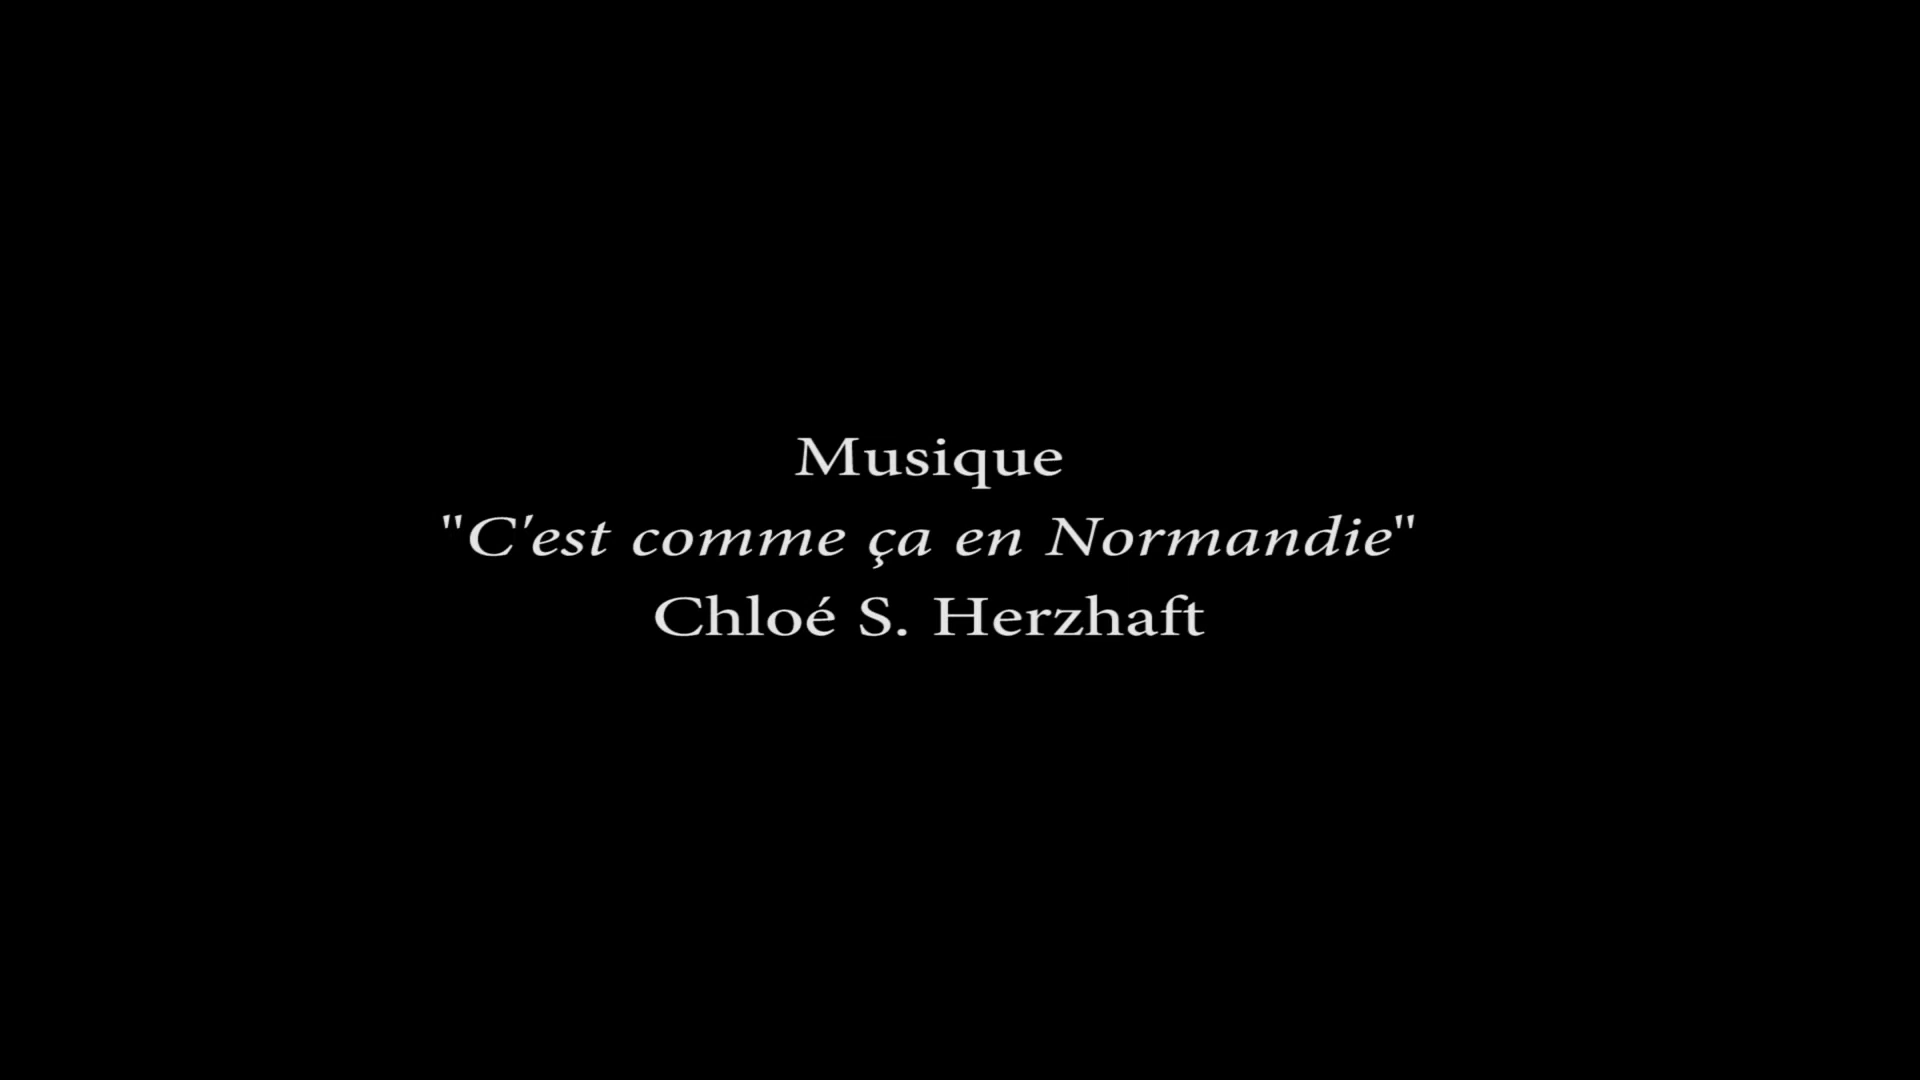 Musique
"C'est comme ça en Normandie"
Chloé S. Herzhaft